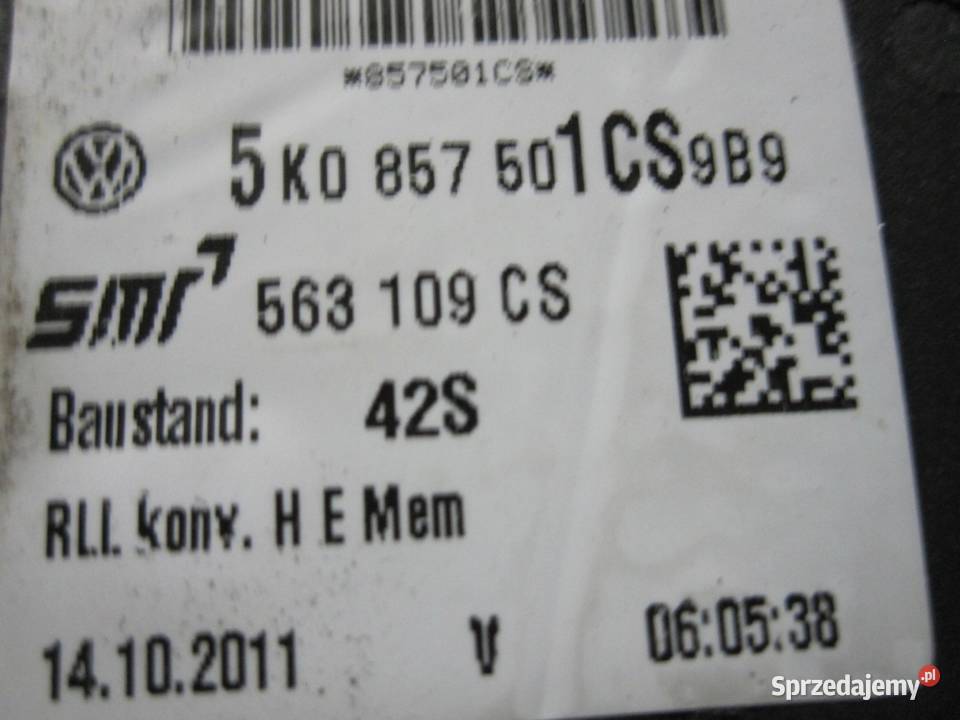 *857501CS*
5K0 857 501CS9B9
smr 563 109 CS
Baustand: 42S
RLL konv. H E Mem
14.10.2011 V 06:05:38
Sprzedajemy.pl